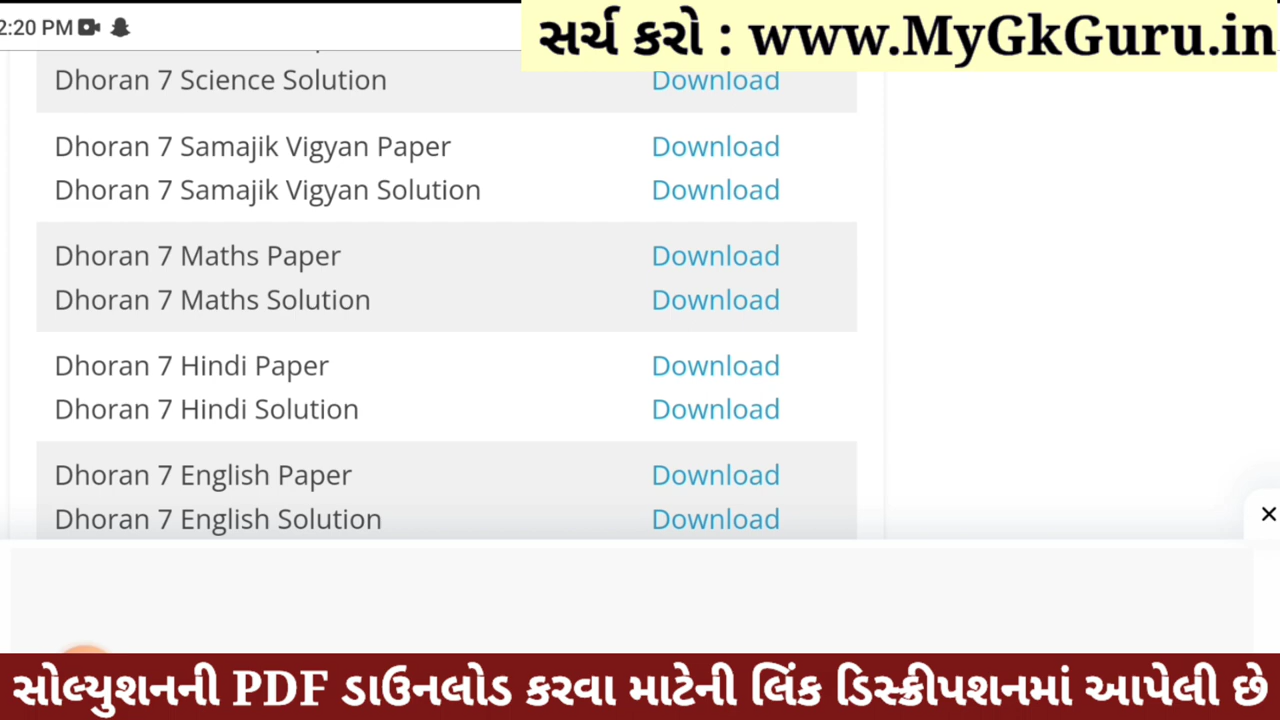 2:20 PM
સર્ચ કરો : www.MyGkGuru.in
Dhoran 7 Science Solution Download
Dhoran 7 Samajik Vigyan Paper Download
Dhoran 7 Samajik Vigyan Solution Download
Dhoran 7 Maths Paper Download
Dhoran 7 Maths Solution Download
Dhoran 7 Hindi Paper Download
Dhoran 7 Hindi Solution Download
Dhoran 7 English Paper Download
Dhoran 7 English Solution Download
સોલ્યુશનની PDF ડાઉનલોડ કરવા માટેની લિંક ડિસ્ક્રીપશનમાં આપેલી છે